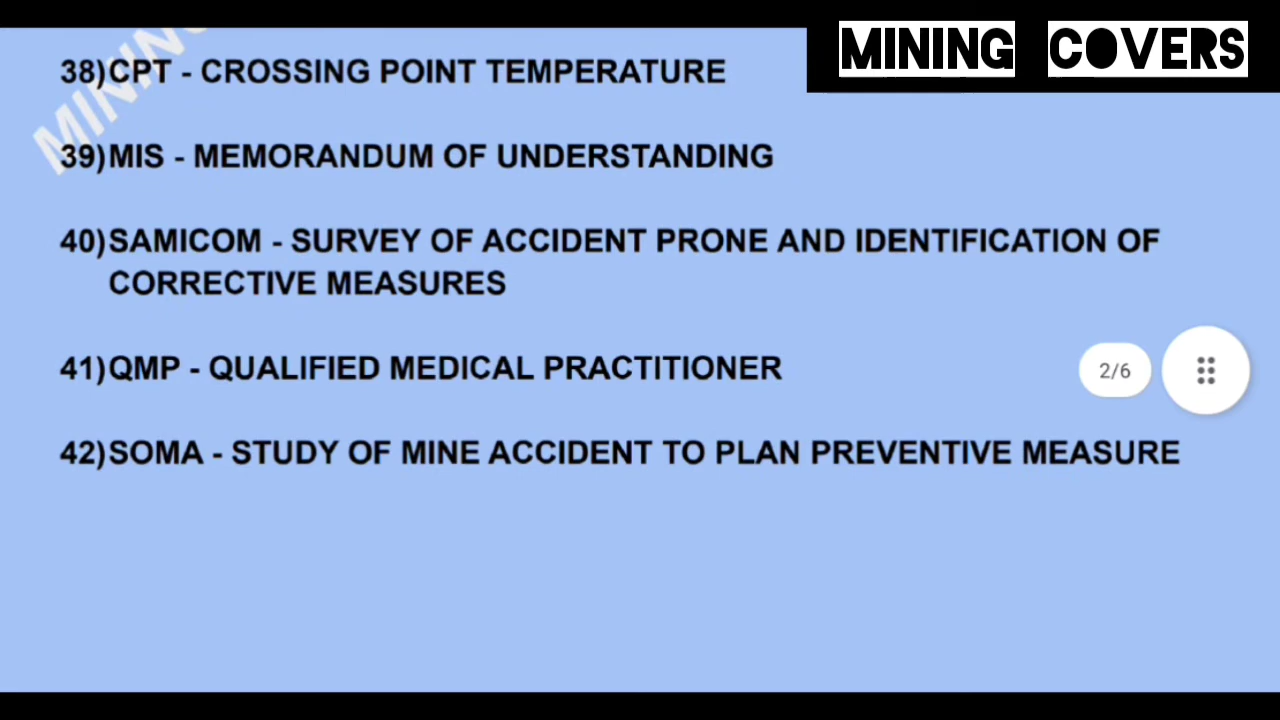 MINING COVERS
38)CPT - CROSSING POINT TEMPERATURE
39)MIS - MEMORANDUM OF UNDERSTANDING
40)SAMICOM - SURVEY OF ACCIDENT PRONE AND IDENTIFICATION OF
CORRECTIVE MEASURES
2/6
41)QMP - QUALIFIED MEDICAL PRACTITIONER
42)SOMA - STUDY OF MINE ACCIDENT TO PLAN PREVENTIVE MEASURE